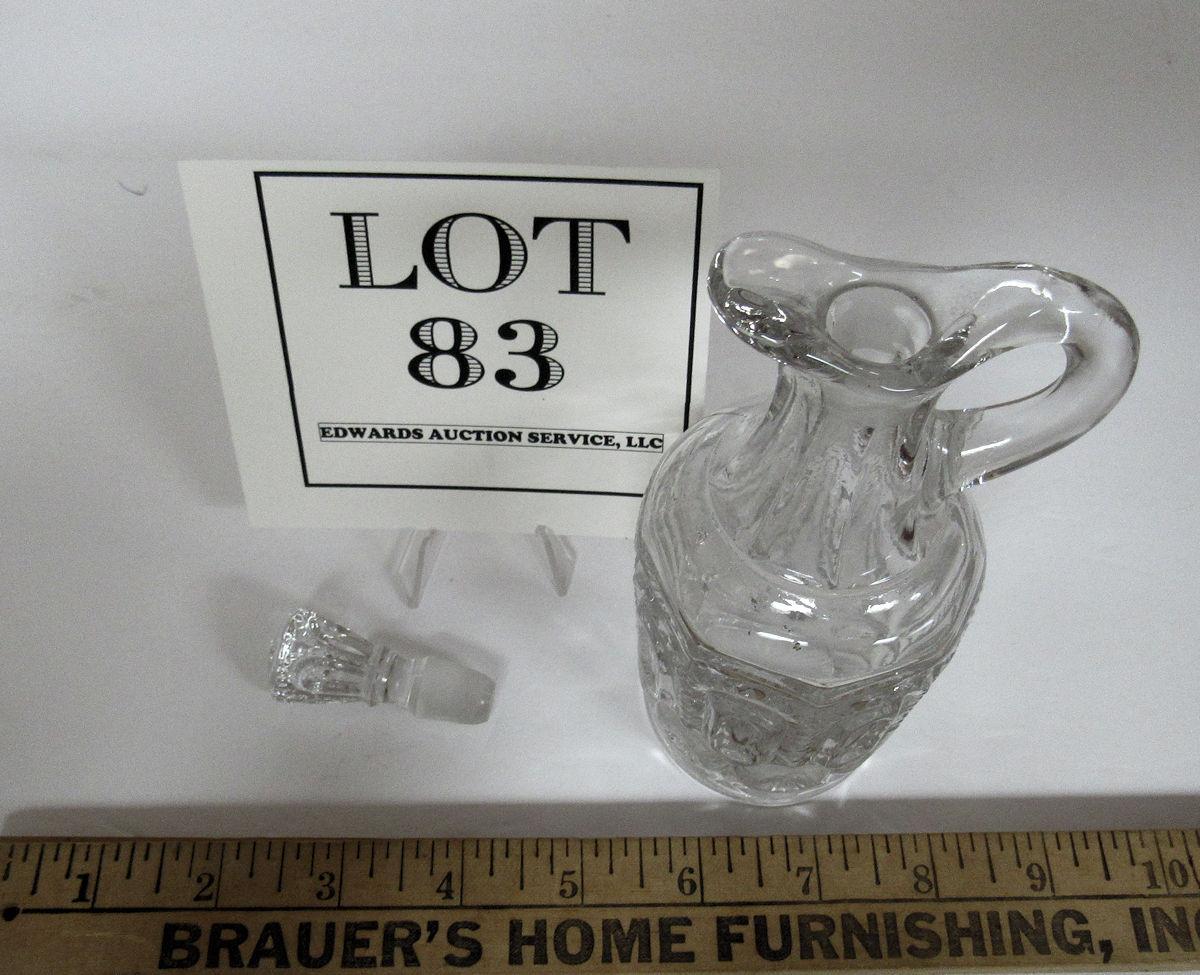 LOT
83
EDWARDS AUCTION SERVICE, LLC
1 2 3 4 5 6 7 8 9 10
BRAUER'S HOME FURNISHING, INC